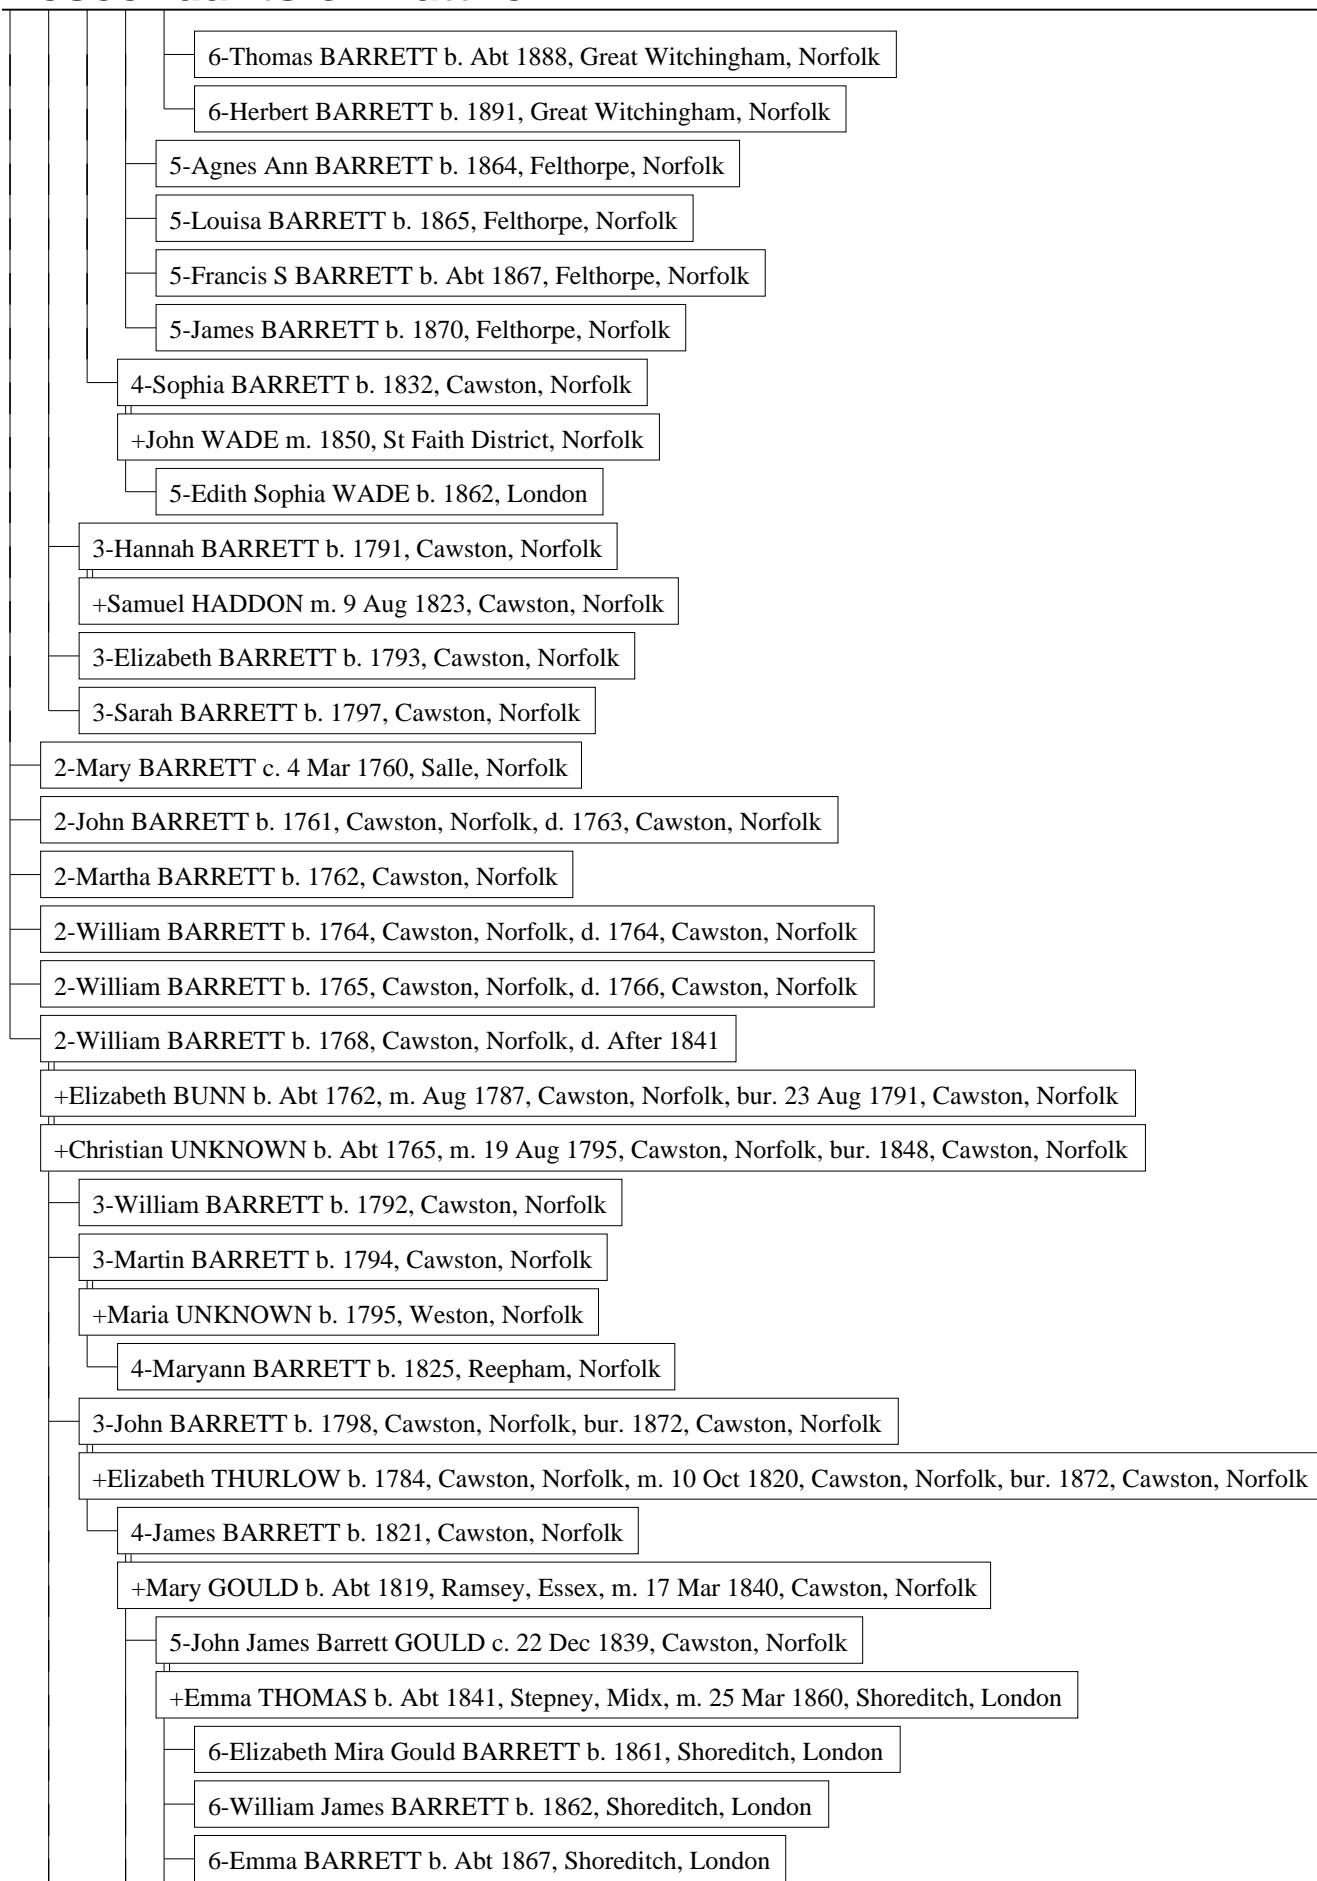 6-Thomas BARRETT b. Abt 1888, Great Witchingham, Norfolk
6-Herbert BARRETT b. 1891, Great Witchingham, Norfolk
5-Agnes Ann BARRETT b. 1864, Felthorpe, Norfolk
5-Louisa BARRETT b. 1865, Felthorpe, Norfolk
5-Francis S BARRETT b. Abt 1867, Felthorpe, Norfolk
5-James BARRETT b. 1870, Felthorpe, Norfolk
4-Sophia BARRETT b. 1832, Cawston, Norfolk
+John WADE m. 1850, St Faith District, Norfolk
5-Edith Sophia WADE b. 1862, London
3-Hannah BARRETT b. 1791, Cawston, Norfolk
+Samuel HADDON m. 9 Aug 1823, Cawston, Norfolk
3-Elizabeth BARRETT b. 1793, Cawston, Norfolk
3-Sarah BARRETT b. 1797, Cawston, Norfolk
2-Mary BARRETT c. 4 Mar 1760, Salle, Norfolk
2-John BARRETT b. 1761, Cawston, Norfolk, d. 1763, Cawston, Norfolk
2-Martha BARRETT b. 1762, Cawston, Norfolk
2-William BARRETT b. 1764, Cawston, Norfolk, d. 1764, Cawston, Norfolk
2-William BARRETT b. 1765, Cawston, Norfolk, d. 1766, Cawston, Norfolk
2-William BARRETT b. 1768, Cawston, Norfolk, d. After 1841
+Elizabeth BUNN b. Abt 1762, m. Aug 1787, Cawston, Norfolk, bur. 23 Aug 1791, Cawston, Norfolk
+Christian UNKNOWN b. Abt 1765, m. 19 Aug 1795, Cawston, Norfolk, bur. 1848, Cawston, Norfolk
3-William BARRETT b. 1792, Cawston, Norfolk
3-Martin BARRETT b. 1794, Cawston, Norfolk
+Maria UNKNOWN b. 1795, Weston, Norfolk
4-Maryann BARRETT b. 1825, Reepham, Norfolk
3-John BARRETT b. 1798, Cawston, Norfolk, bur. 1872, Cawston, Norfolk
+Elizabeth THURLOW b. 1784, Cawston, Norfolk, m. 10 Oct 1820, Cawston, Norfolk, bur. 1872, Cawston, Norfolk
4-James BARRETT b. 1821, Cawston, Norfolk
+Mary GOULD b. Abt 1819, Ramsey, Essex, m. 17 Mar 1840, Cawston, Norfolk
5-John James Barrett GOULD c. 22 Dec 1839, Cawston, Norfolk
+Emma THOMAS b. Abt 1841, Stepney, Midx, m. 25 Mar 1860, Shoreditch, London
6-Elizabeth Mira Gould BARRETT b. 1861, Shoreditch, London
6-William James BARRETT b. 1862, Shoreditch, London
6-Emma BARRETT b. Abt 1867, Shoreditch, London